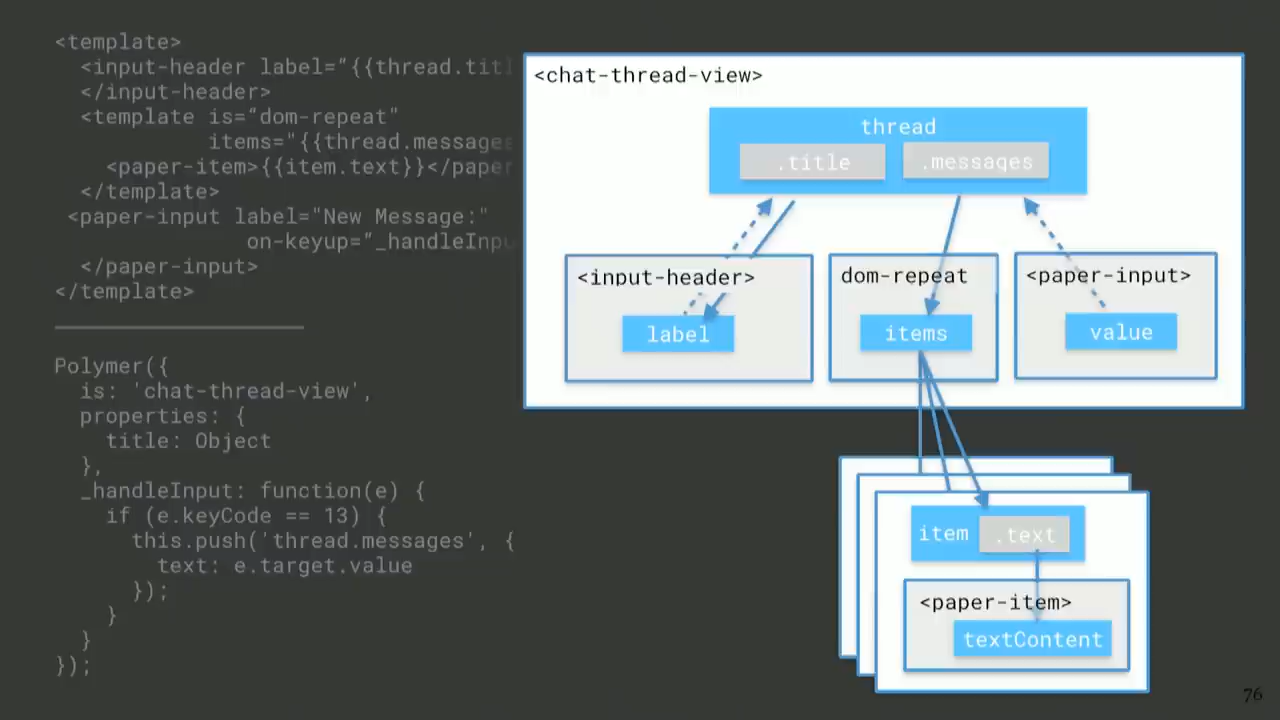 <template>
<input-header label="{{thread.titl
</input-header>
<template is="dom-repeat"
items="{{thread.messages
<paper-item>{{item.text}}</paper
</template>
<paper-input label="New Message:"
on-keyup="_handleInpu
</paper-input>
</template>
Polymer({
is: 'chat-thread-view',
properties: {
title: Object
},
_handleInput: function(e) {
if (e.keyCode == 13) {
this.push('thread.messages', {
text: e.target.value
});
}
}
});
<chat-thread-view>
thread
.title .messages
<input-header> dom-repeat <paper-input>
label items value
item .text
<paper-item>
textContent
76